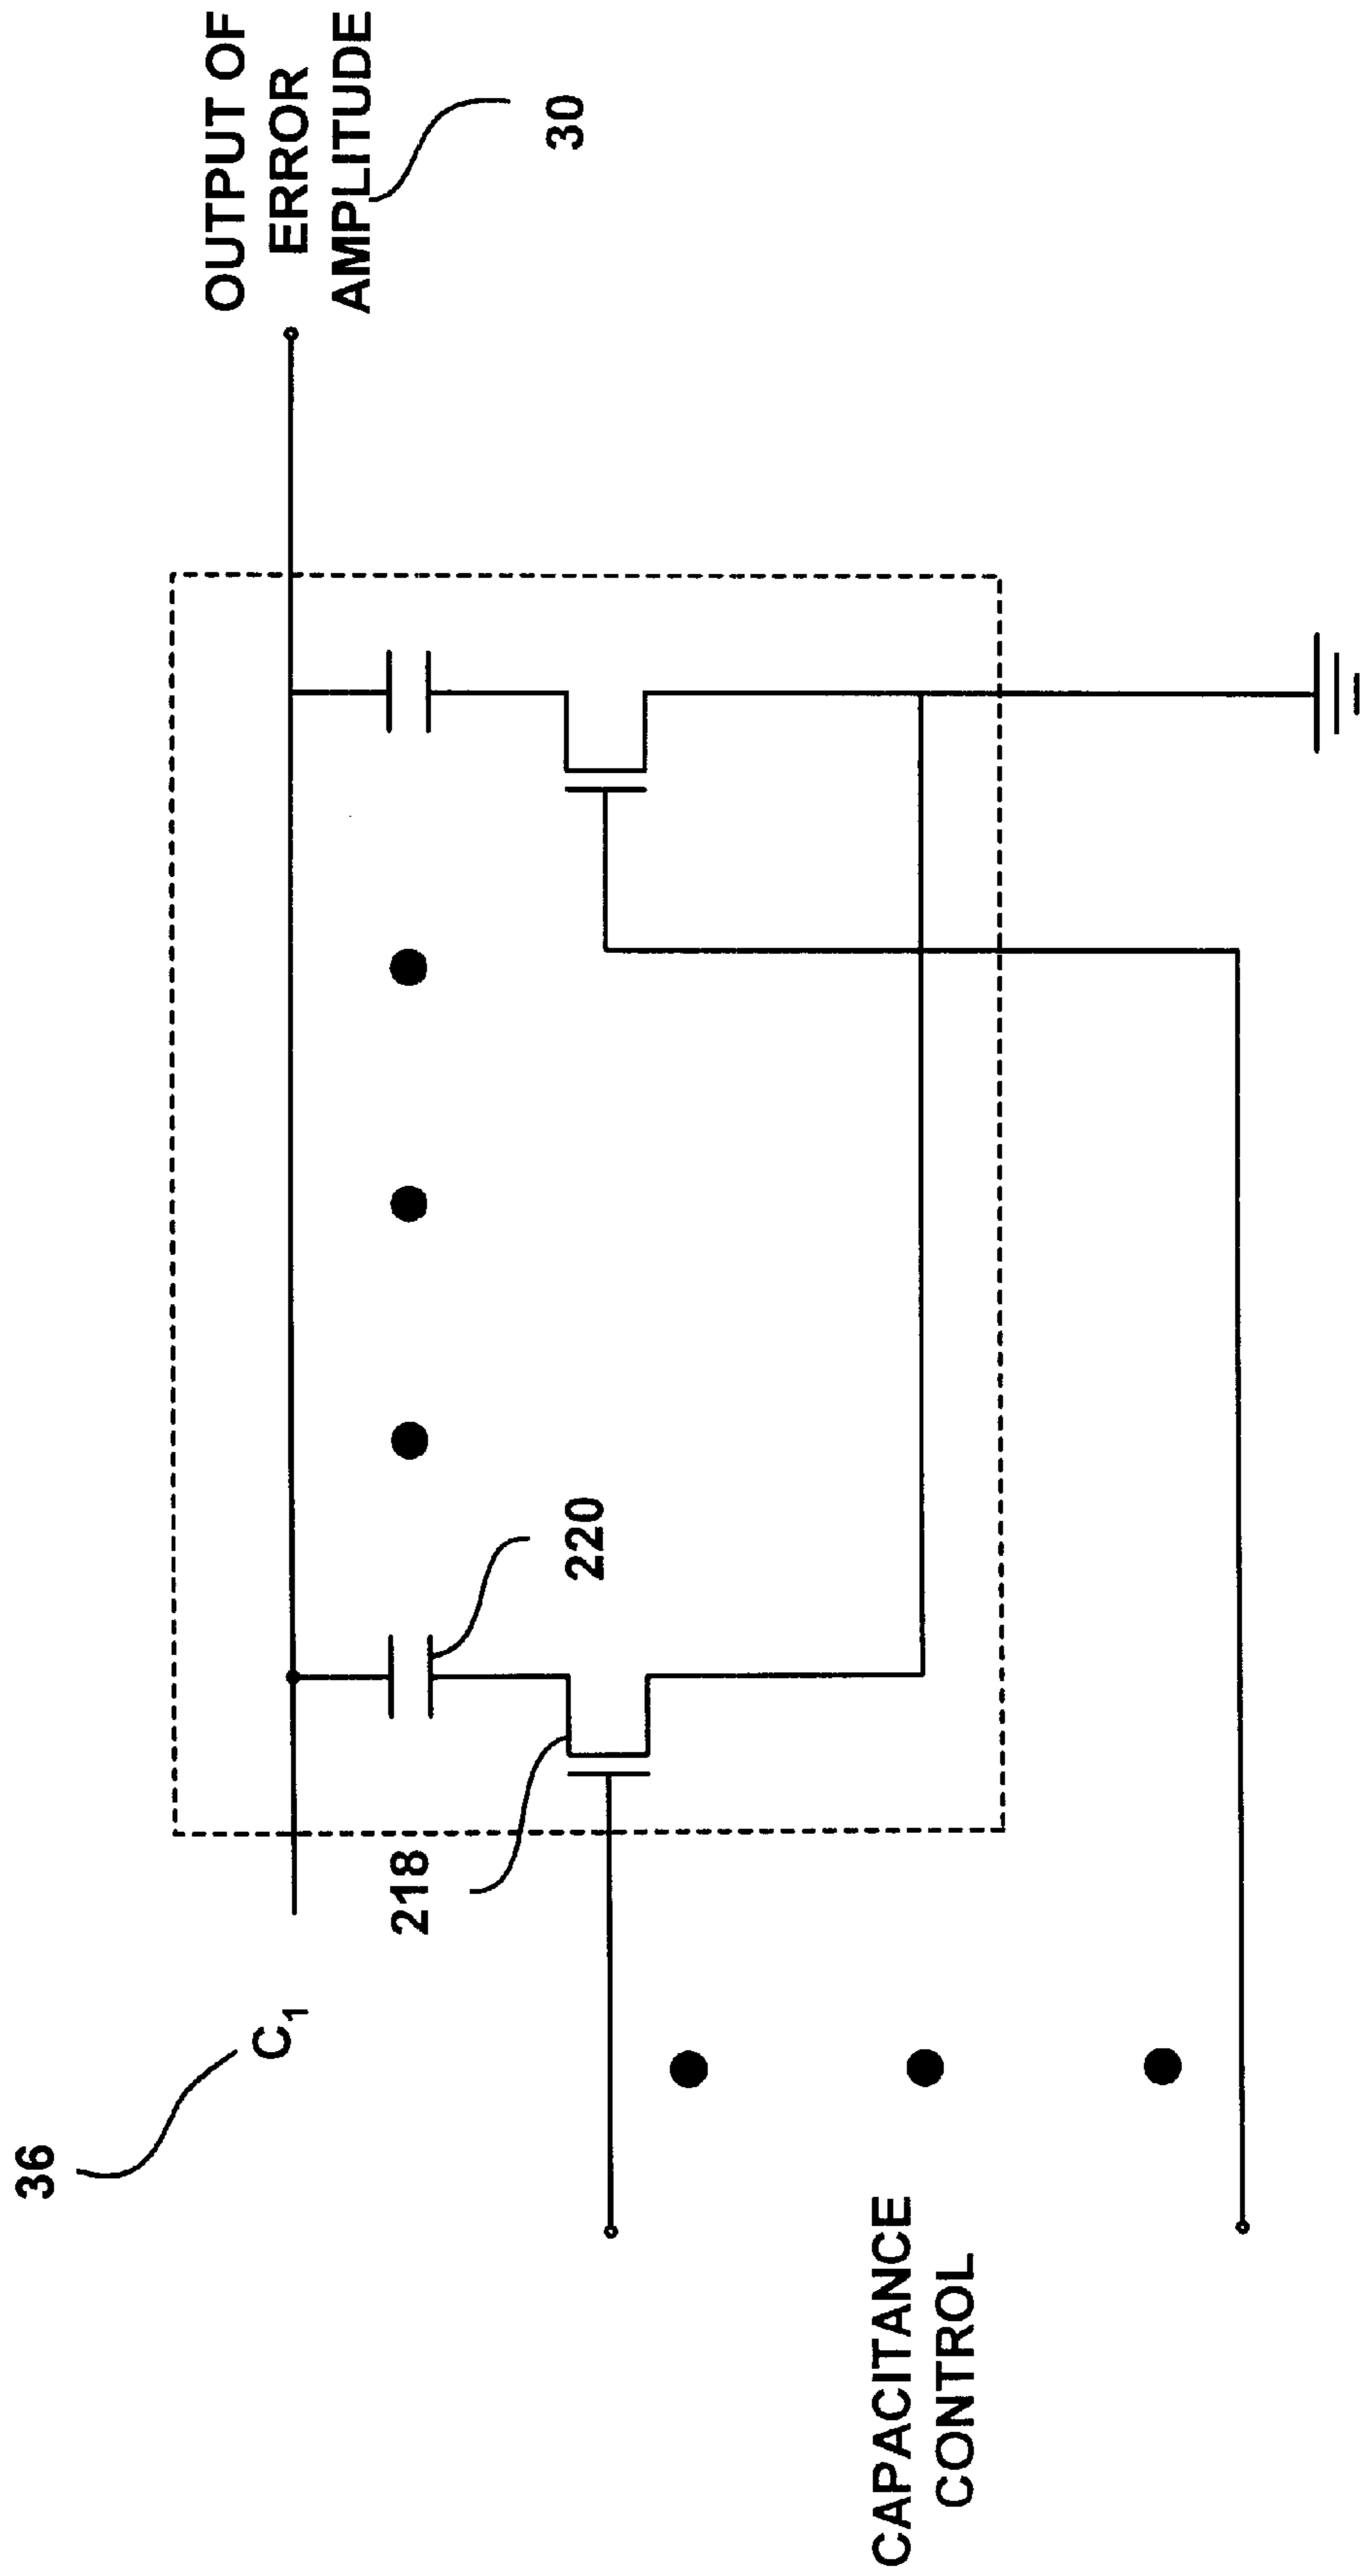 OUTPUT OF
ERROR
AMPLITUDE
30
36
C₁
218
220
CAPACITANCE
CONTROL